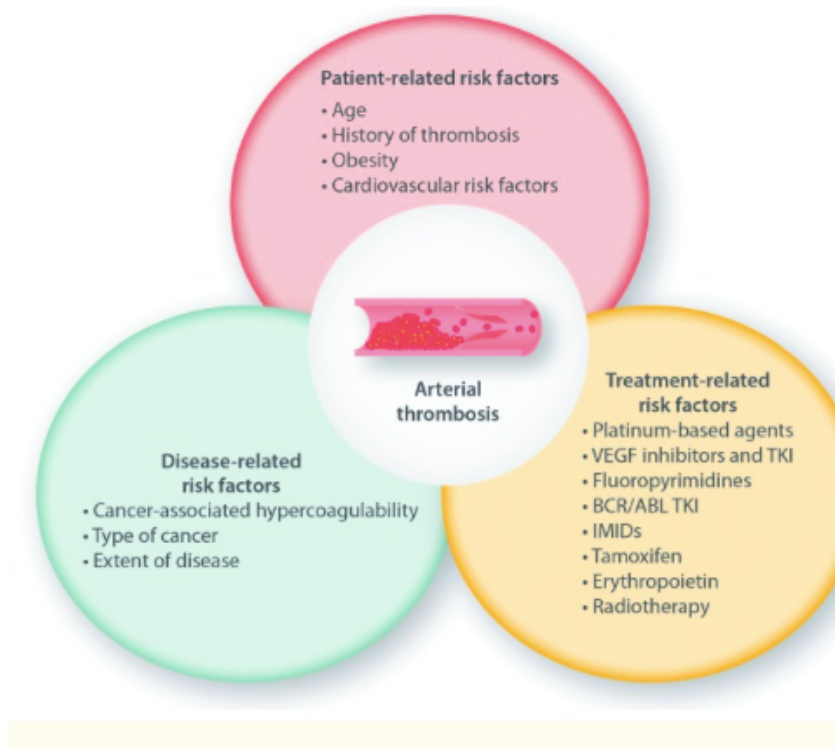 Patient-related risk factors
• Age
• History of thrombosis
• Obesity
• Cardiovascular risk factors
Arterial
thrombosis
Disease-related
risk factors
• Cancer-associated hypercoagulability
• Type of cancer
• Extent of disease
Treatment-related
risk factors
• Platinum-based agents
• VEGF inhibitors and TKI
• Fluoropyrimidines
• BCR/ABL TKI
• IMIDs
• Tamoxifen
• Erythropoietin
• Radiotherapy